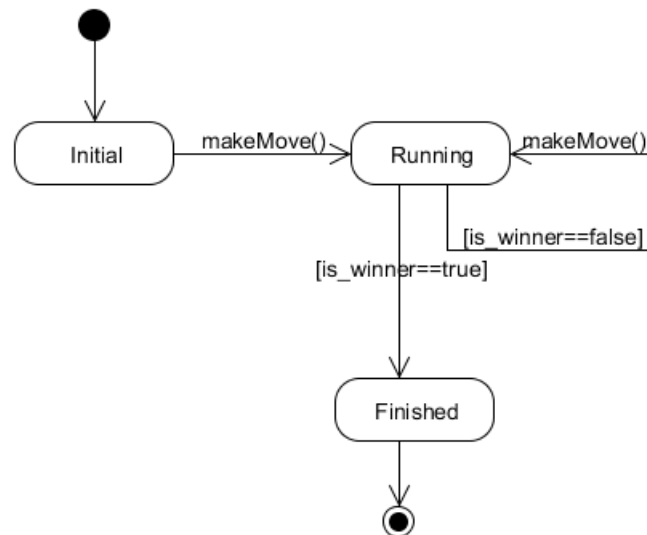 makeMove()
makeMove()
Initial
Running
[is_winner==false]
[is_winner==true]
Finished